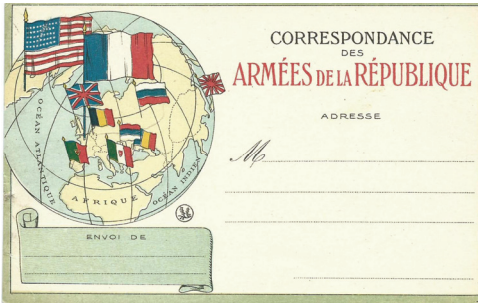 CORRESPONDANCE
DES
ARMÉES DE LA RÉPUBLIQUE
ADRESSE
M
OCÉAN ATLANTIQUE
AFRIQUE
OCÉAN INDIEN
ENVOI DE